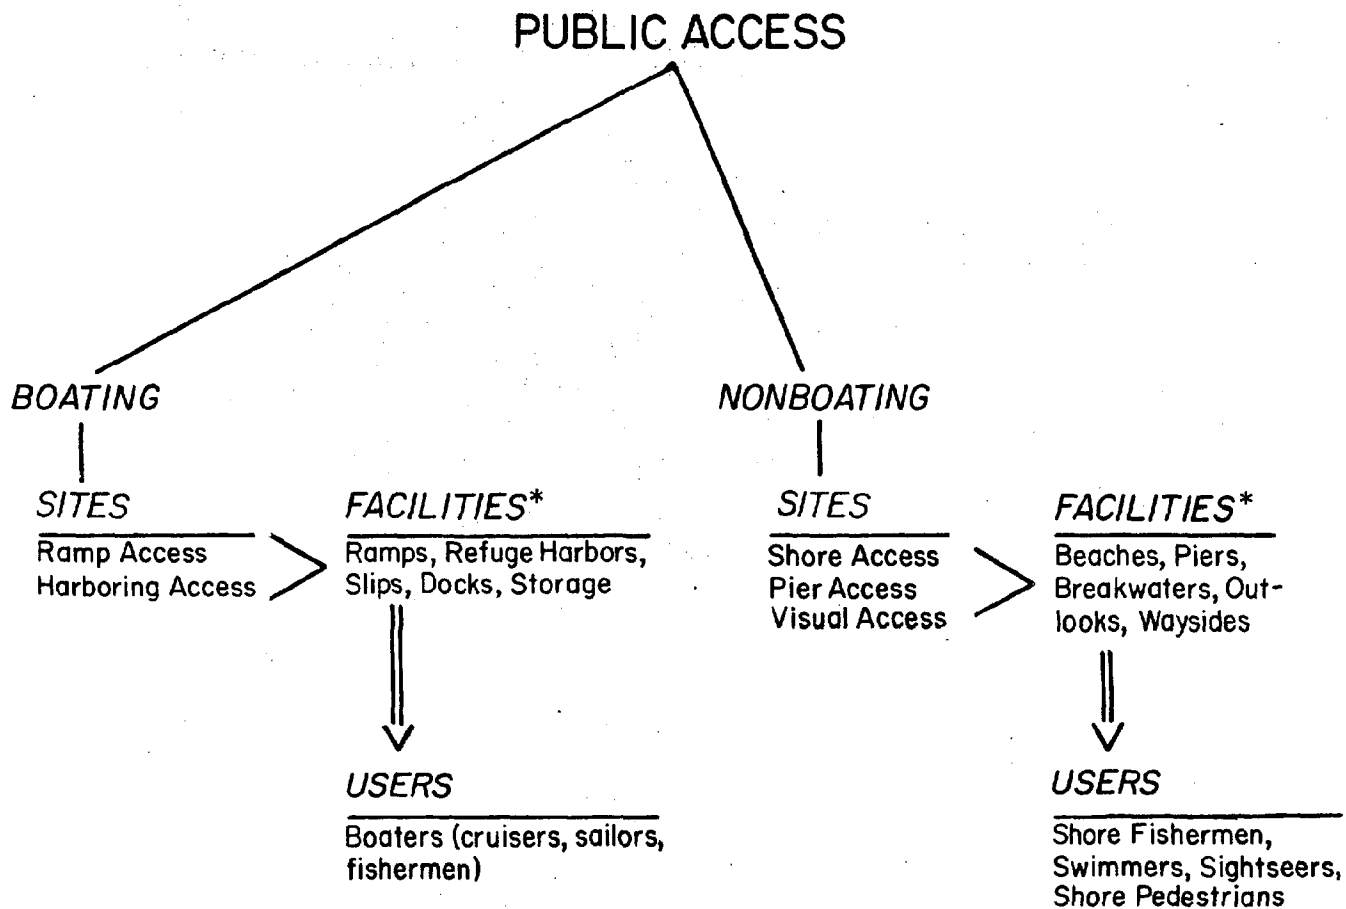 PUBLIC ACCESS
BOATING
SITES
Ramp Access
Harboring Access
FACILITIES*
Ramps, Refuge Harbors,
Slips, Docks, Storage
USERS
Boaters (cruisers, sailors,
fishermen)
NONBOATING
SITES
Shore Access
Pier Access
Visual Access
FACILITIES*
Beaches, Piers,
Breakwaters, Out-
looks, Waysides
USERS
Shore Fishermen,
Swimmers, Sightseers,
Shore Pedestrians